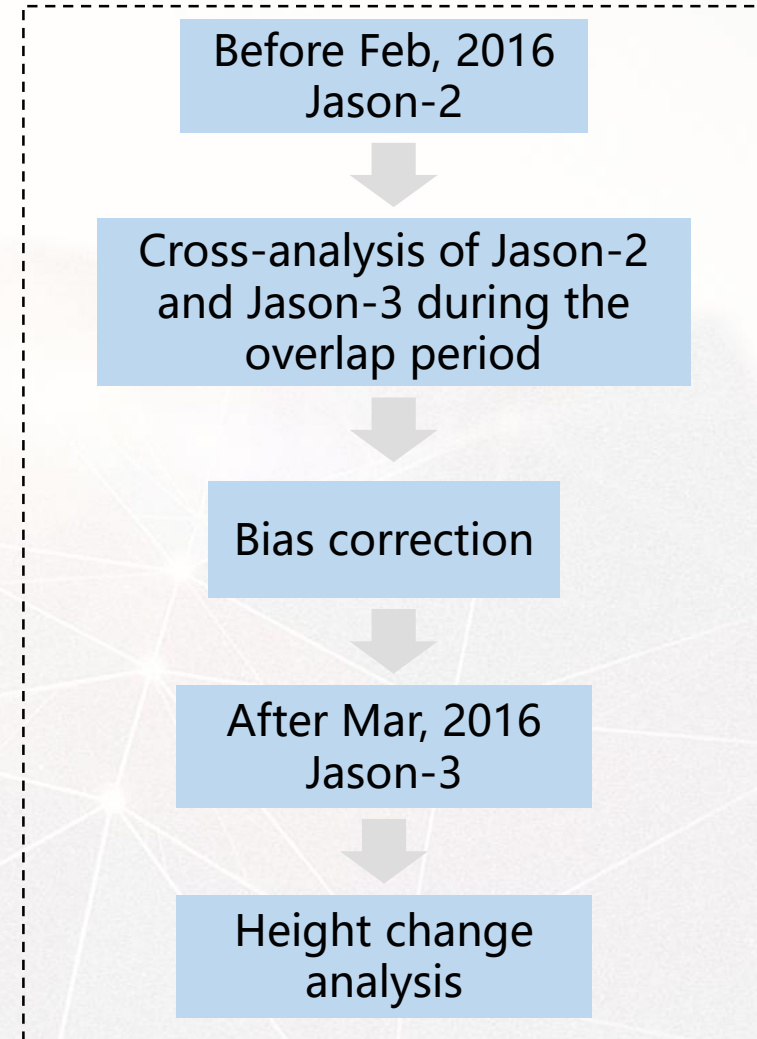 Before Feb, 2016
Jason-2
Cross-analysis of Jason-2
and Jason-3 during the
overlap period
Bias correction
After Mar, 2016
Jason-3
Height change
analysis